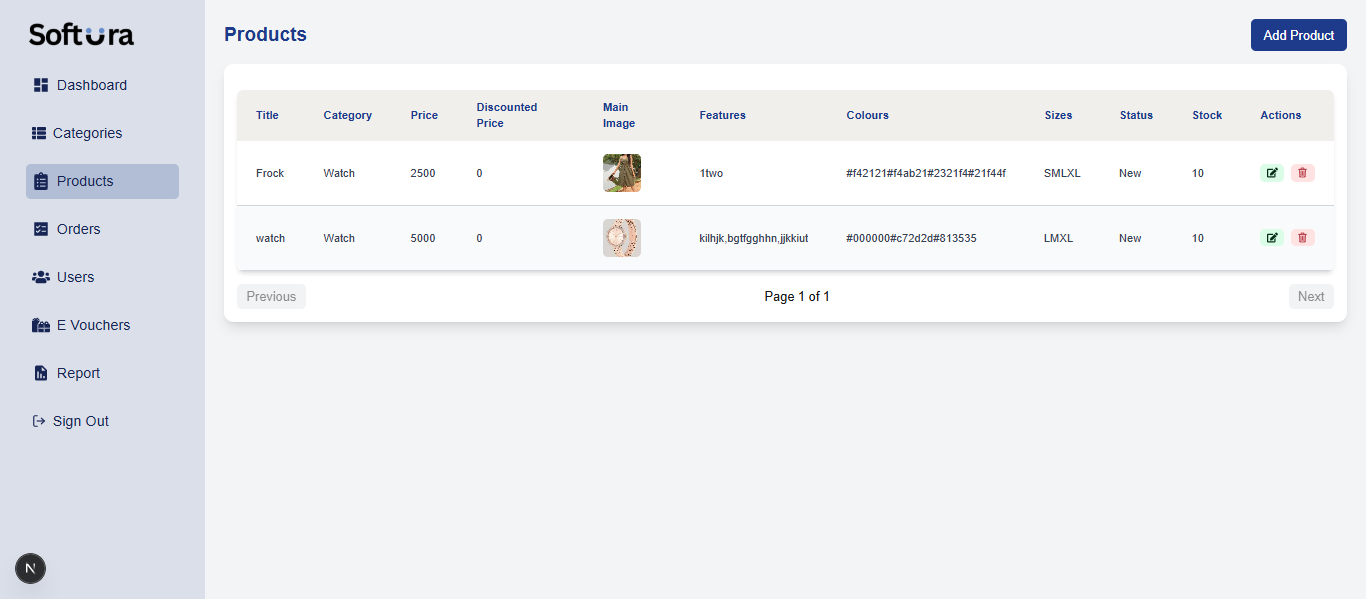 Softura
Products
Add Product
Dashboard
Categories
Products
Orders
Users
E Vouchers
Report
Sign Out
Title Category Price Discounted Price Main Image Features Colours Sizes Status Stock Actions
Frock Watch 2500 0 1two #f42121#f4ab21#2321f4#21f44f SMLXL New 10
watch Watch 5000 0 kilhjk,bgtfgghhn,jjkkiut #000000#c72d2d#813535 LMXL New 10
Previous Page 1 of 1 Next
N